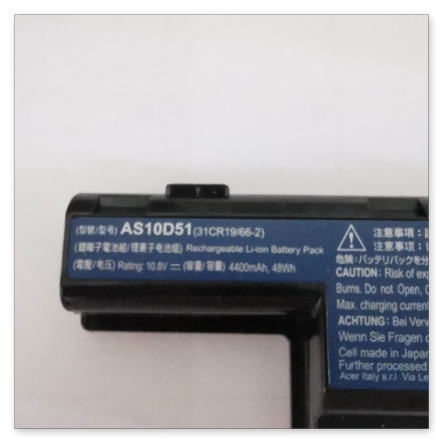 (型號/型号) AS10D51(31CR19/66-2)
(鋰離子電池組/锂离子电池组) Rechargeable Li-ion Battery Pack
(電壓/电压) Rating: 10.8V ⎓ (容量/容量) 4400mAh, 48Wh
注意事項：
注意事项：
危険：バッテリパックを分
CAUTION: Risk of
Burns. Do not Open,
Max. charging current
ACHTUNG: Bei
Wenn Sie Fragen
Cell made in Japan
Further processed
Acer Italy s.r.l Via